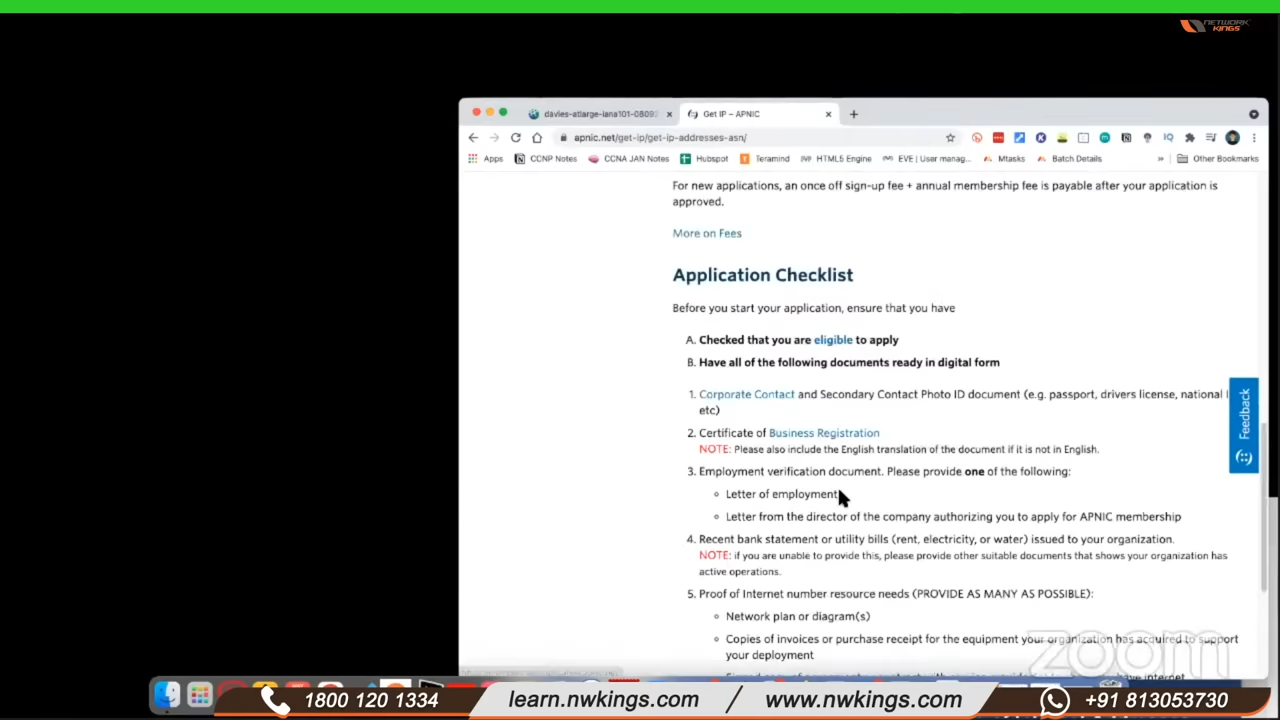 NETWORK
KINGS
davies-atlarge-iana101-0809
Get IP – APNIC
apnic.net/get-ip/get-ip-addresses-asn/
Apps
CCNP Notes
CCNA JAN Notes
Hubspot
Teramind
HTML5 Engine
EVE | User manag...
Mtasks
Batch Details
Other Bookmarks
For new applications, an once off sign-up fee + annual membership fee is payable after your application is
approved.
More on Fees
Application Checklist
Before you start your application, ensure that you have
A. Checked that you are eligible to apply
B. Have all of the following documents ready in digital form
1. Corporate Contact and Secondary Contact Photo ID document (e.g. passport, drivers license, national
etc)
2. Certificate of Business Registration
NOTE: Please also include the English translation of the document if it is not in English.
3. Employment verification document. Please provide one of the following:
Letter of employment
Letter from the director of the company authorizing you to apply for APNIC membership
4. Recent bank statement or utility bills (rent, electricity, or water) issued to your organization.
NOTE: if you are unable to provide this, please provide other suitable documents that shows your organization has
active operations.
5. Proof of Internet number resource needs (PROVIDE AS MANY AS POSSIBLE):
Network plan or diagram(s)
Copies of invoices or purchase receipt for the equipment your organization has acquired to support
your deployment
Feedback
zoom
1800 120 1334
learn.nwkings.com / www.nwkings.com
+91 813053730